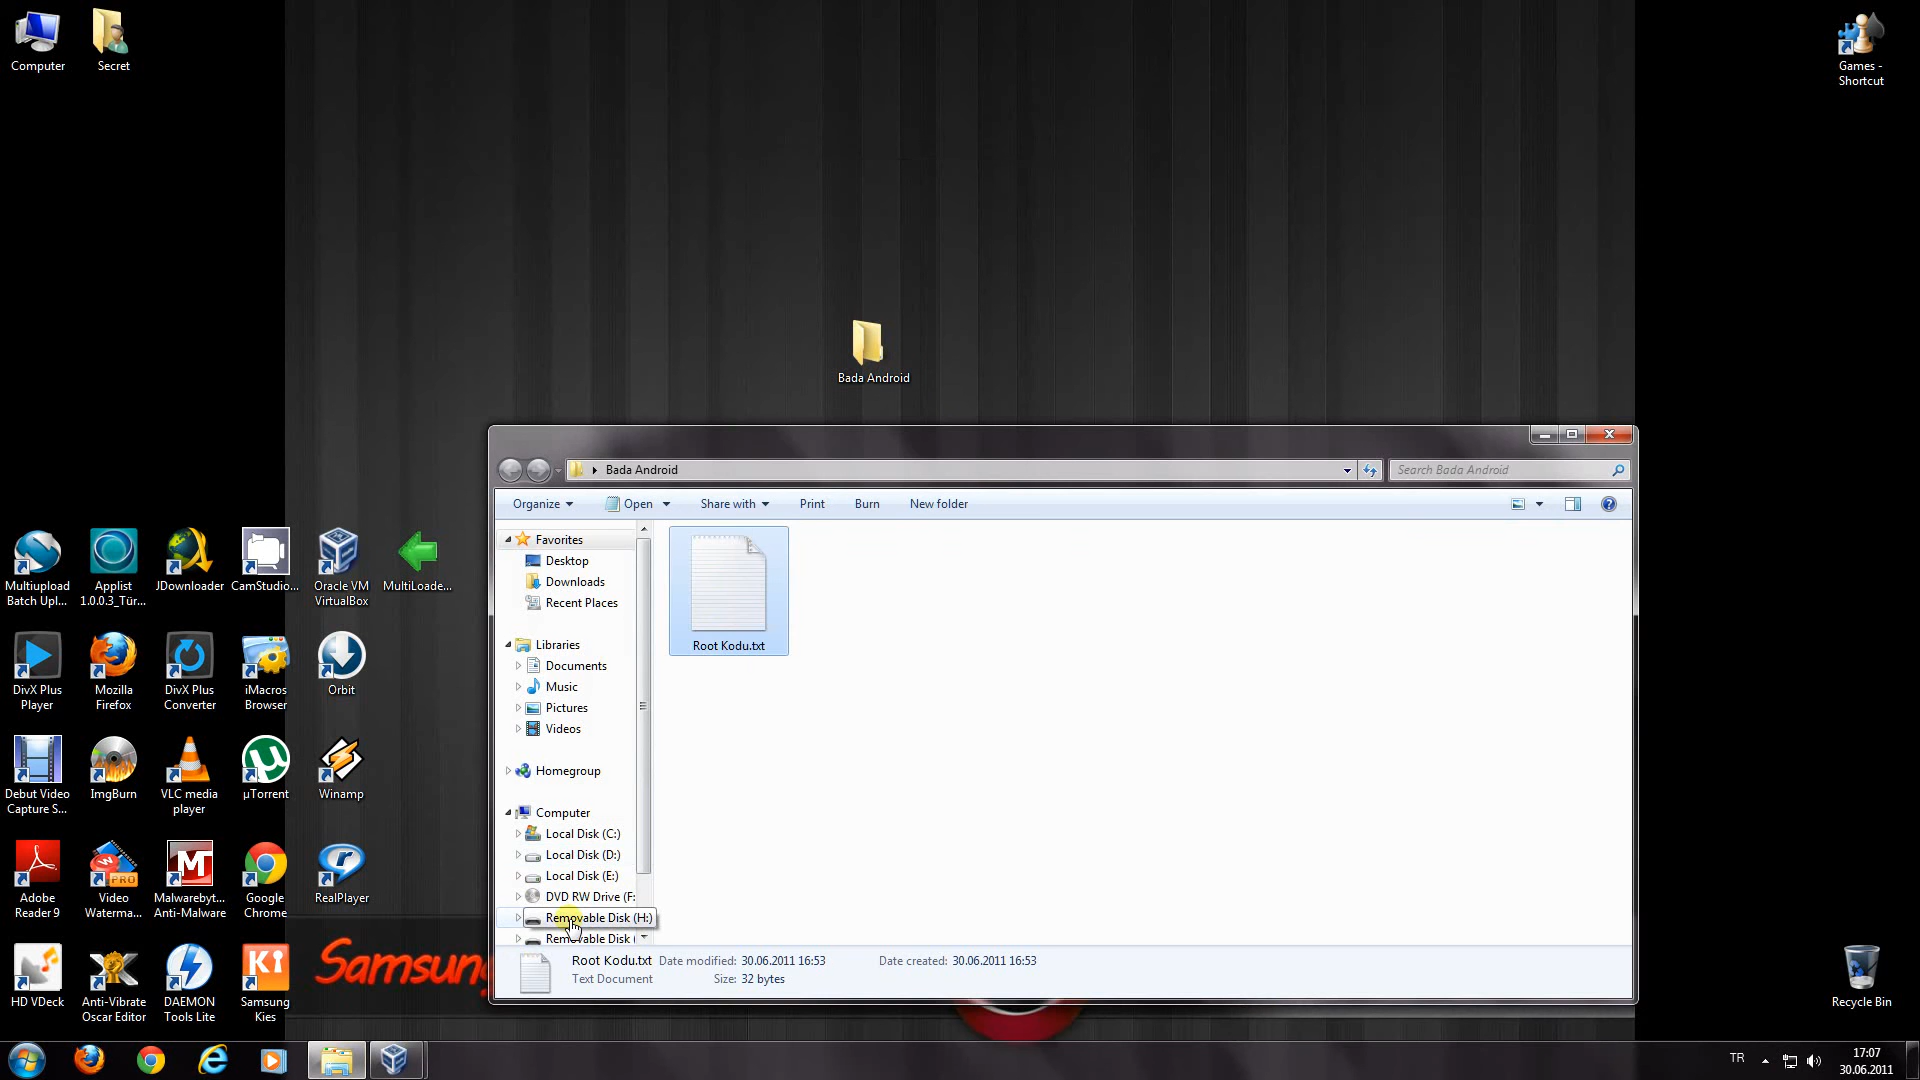 Computer
Secret
Games -
Shortcut
Bada Android
Bada Android
Search Bada Android
Organize
Open
Share with
Print
Burn
New folder
Favorites
Desktop
Downloads
Recent Places
Libraries
Documents
Music
Pictures
Videos
Homegroup
Computer
Local Disk (C:)
Local Disk (D:)
Local Disk (E:)
DVD RW Drive (F:
Removable Disk (H:)
Removable Disk (
Root Kodu.txt
Root Kodu.txt
Date modified: 30.06.2011 16:53
Date created: 30.06.2011 16:53
Text Document
Size: 32 bytes
Multiupload
Batch Upl...
Applist
1.0.0.3_Tür...
JDownloader
CamStudio...
Oracle VM
VirtualBox
MultiLoade...
DivX Plus
Player
Mozilla
Firefox
DivX Plus
Converter
iMacros
Browser
Orbit
Debut Video
Capture S...
ImgBurn
VLC media
player
µTorrent
Winamp
Adobe
Reader 9
PRO
Video
Waterma...
Malwarebyt...
Anti-Malware
Google
Chrome
RealPlayer
HD VDeck
Anti-Vibrate
Oscar Editor
DAEMON
Tools Lite
Ki
Samsung
Kies
Samsung
Recycle Bin
TR
17:07
30.06.2011